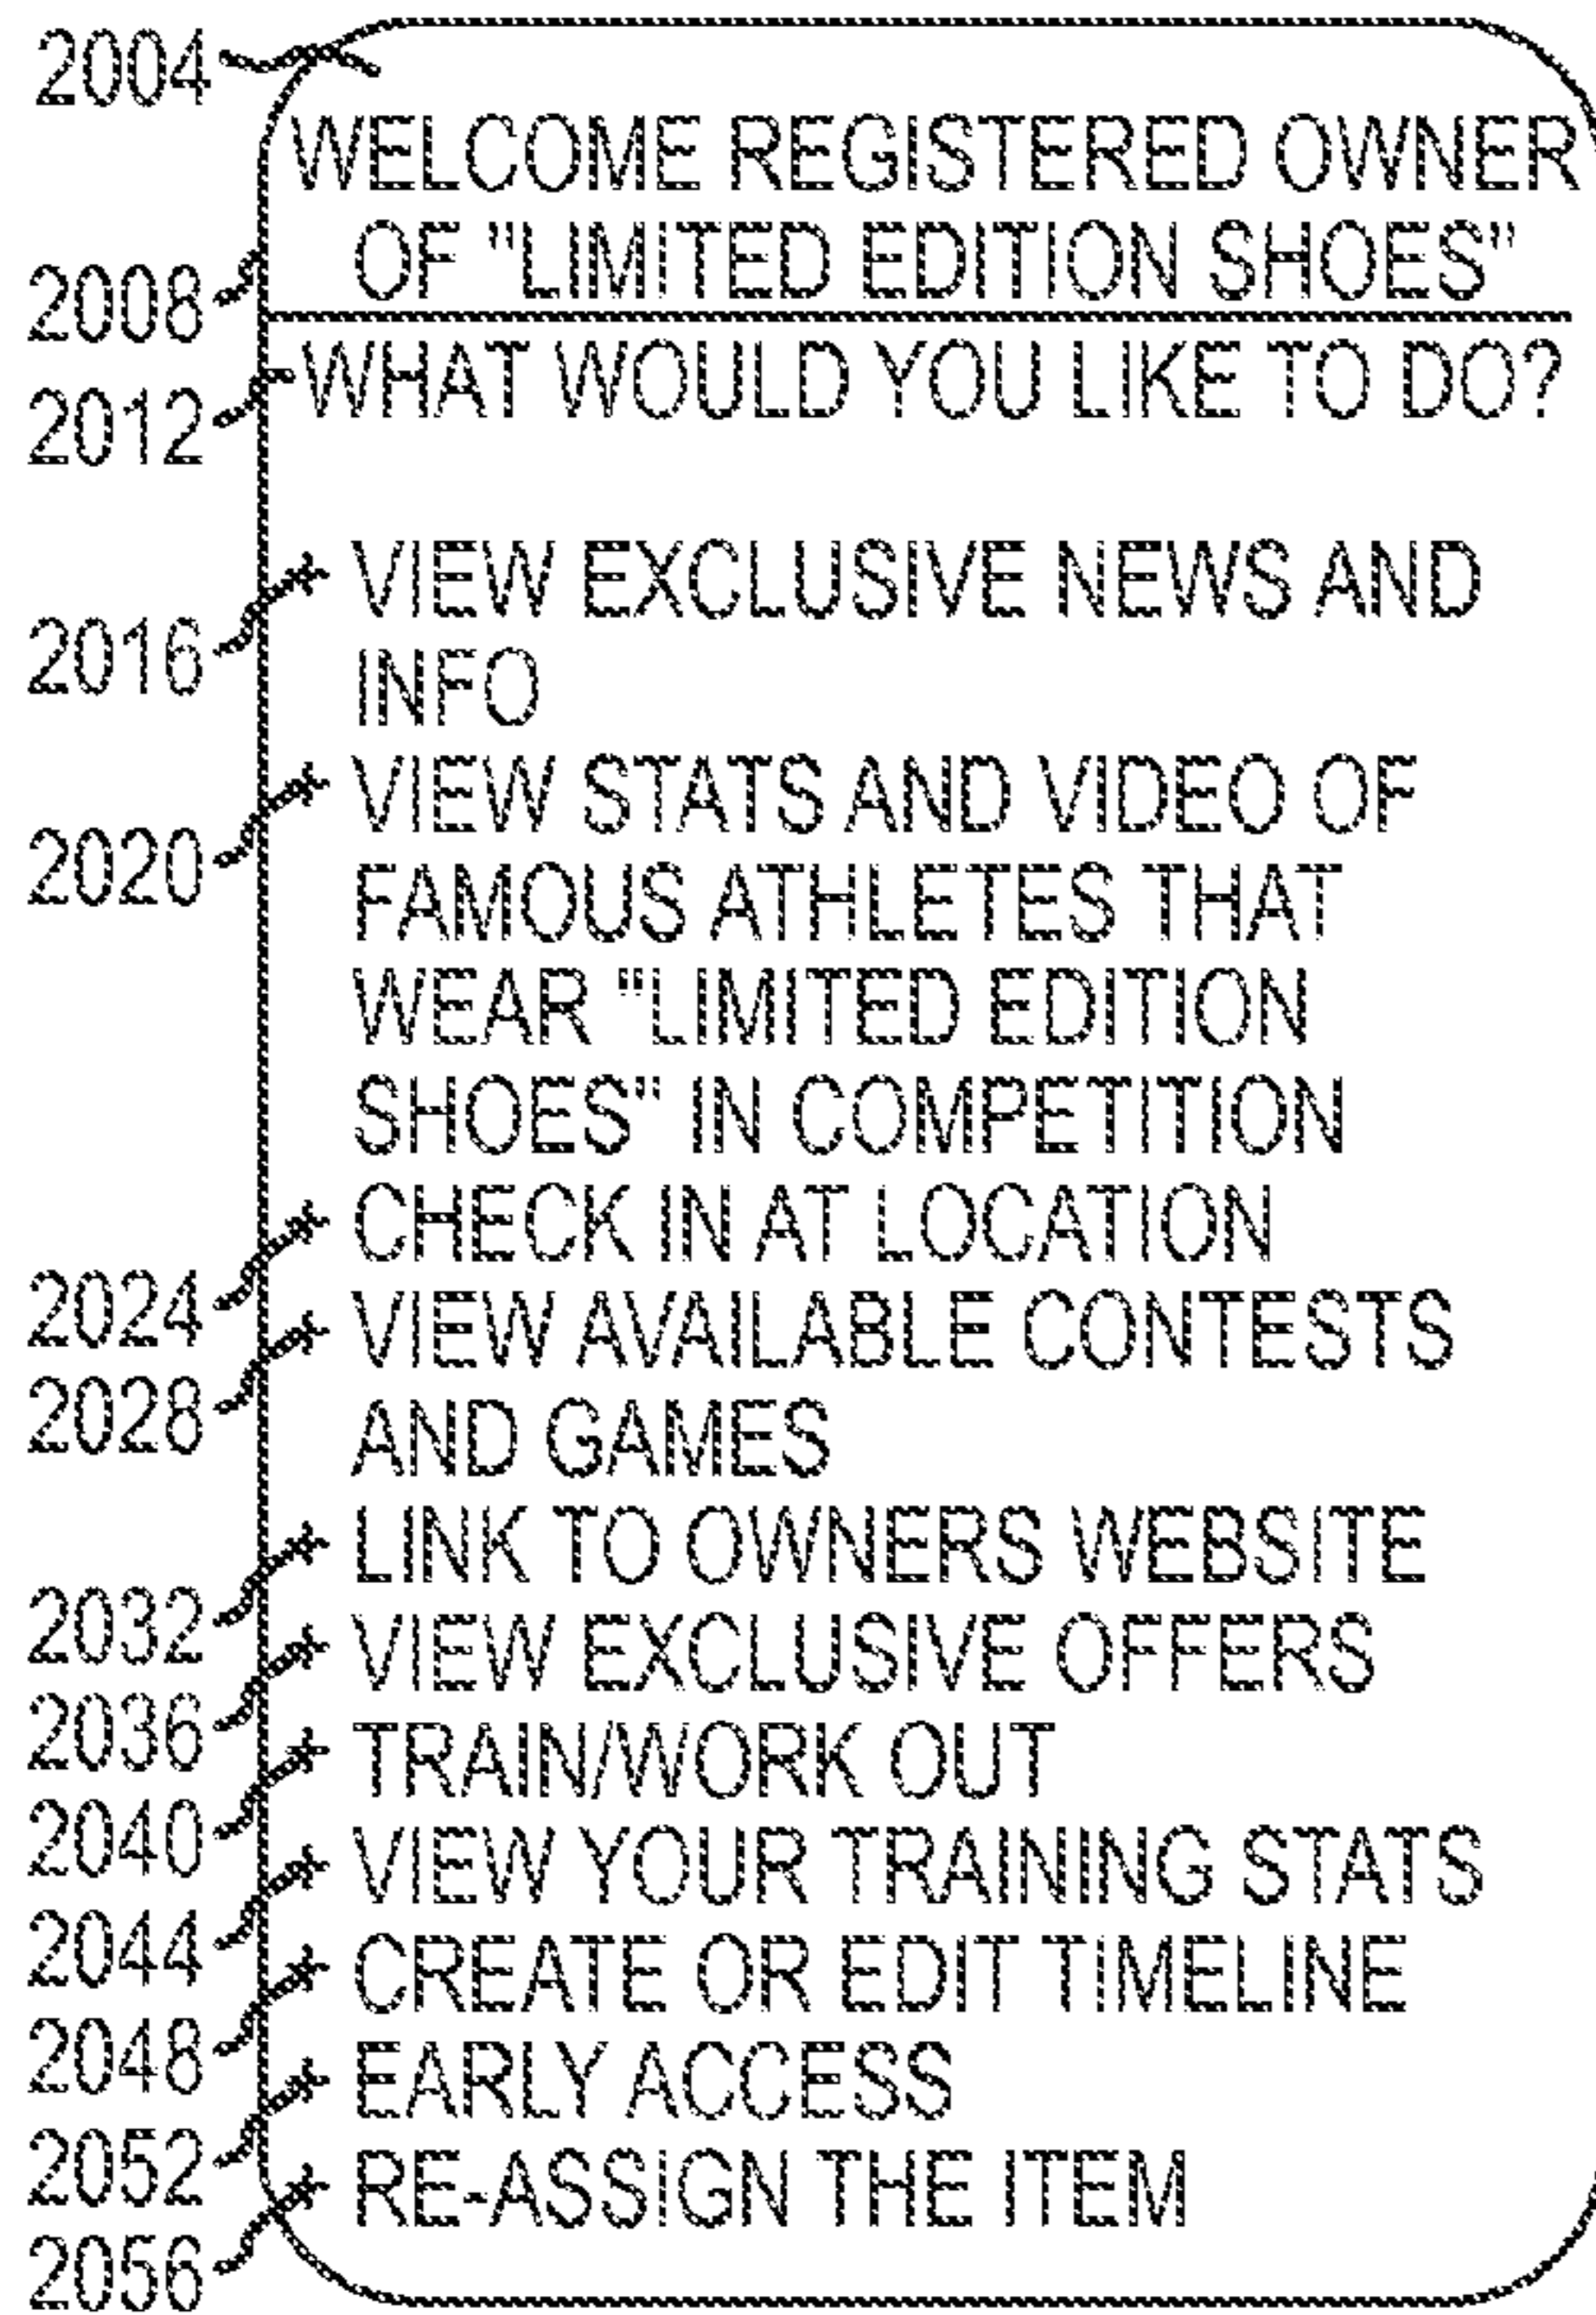 2004
WELCOME REGISTERED OWNER
OF "LIMITED EDITION SHOES"
2008
WHAT WOULD YOU LIKE TO DO?
2012
* VIEW EXCLUSIVE NEWS AND
2016
INFO
* VIEW STATS AND VIDEO OF
2020
FAMOUS ATHLETES THAT
WEAR "LIMITED EDITION
SHOES" IN COMPETITION
* CHECK IN AT LOCATION
2024
* VIEW AVAILABLE CONTESTS
2028
AND GAMES
* LINK TO OWNERS WEBSITE
2032
* VIEW EXCLUSIVE OFFERS
2036
* TRAIN/WORK OUT
2040
* VIEW YOUR TRAINING STATS
2044
* CREATE OR EDIT TIMELINE
2048
* EARLY ACCESS
2052
* RE-ASSIGN THE ITEM
2056